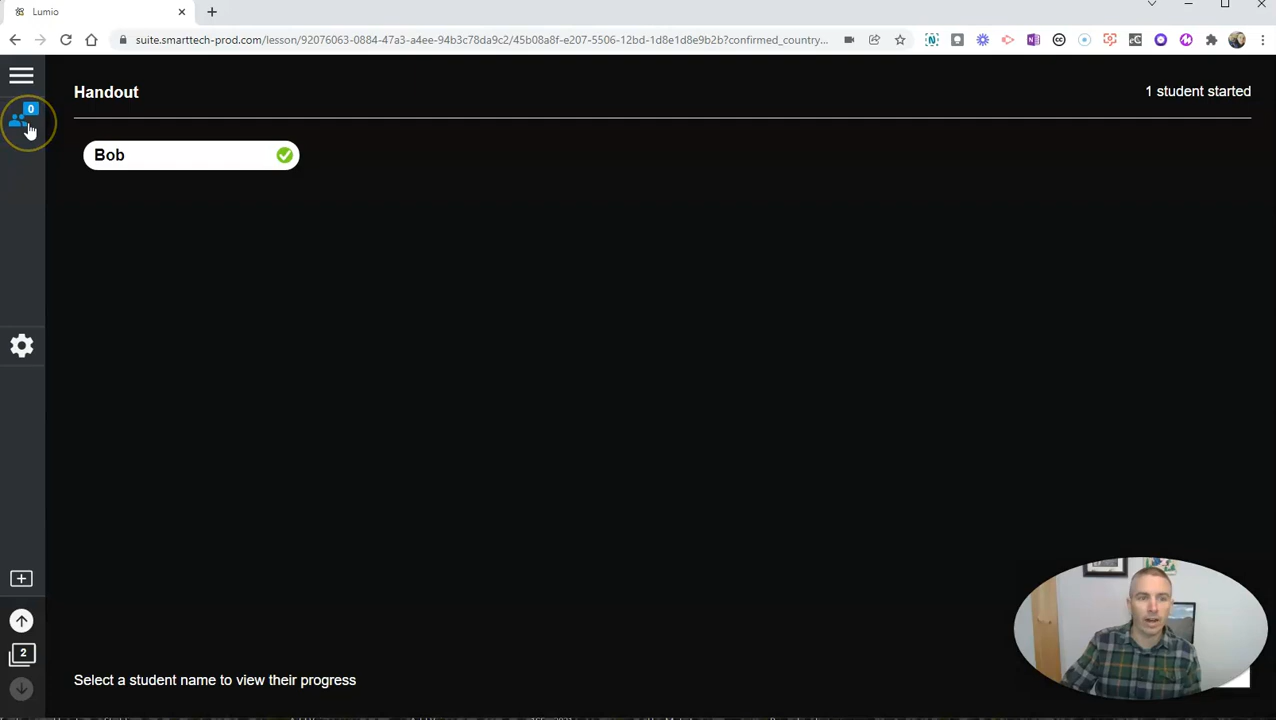 Lumio
suite.smarttech-prod.com/lesson/92076063-0884-47a3-a4ee-94b3c78da9c2/45b08a8f-e207-5506-12bd-1d8e1d8e9b2b?confirmed_country...
0
Handout
1 student started
Bob
2
Select a student name to view their progress